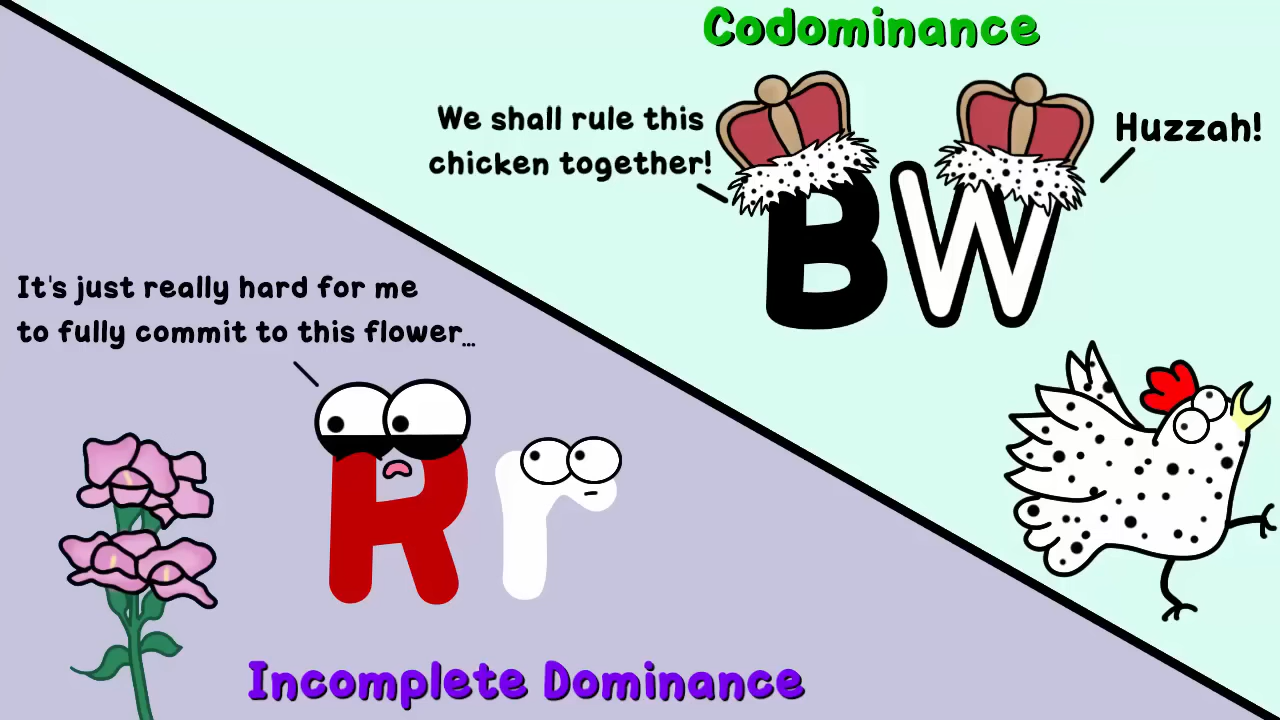 Codominance
We shall rule this
chicken together!
Huzzah!
BW
It's just really hard for me
to fully commit to this flower...
Rr
Incomplete Dominance